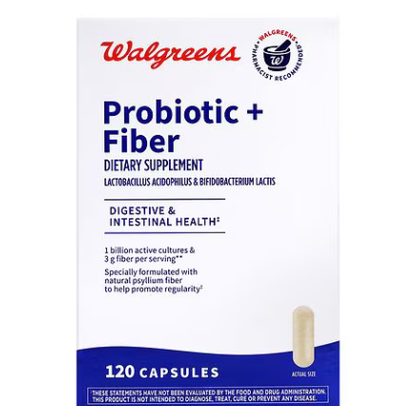 Walgreens
WALGREENS
PHARMACIST RECOMMENDED
W
Probiotic +
Fiber
DIETARY SUPPLEMENT
LACTOBACILLUS ACIDOPHILUS & BIFIDOBACTERIUM LACTIS
DIGESTIVE &
INTESTINAL HEALTH‡
1 billion active cultures &
3 g fiber per serving**
Specially formulated with
natural psyllium fiber
to help promote regularity‡
120 CAPSULES
ACTUAL SIZE
‡THESE STATEMENTS HAVE NOT BEEN EVALUATED BY THE FOOD AND DRUG ADMINISTRATION.
THIS PRODUCT IS NOT INTENDED TO DIAGNOSE, TREAT, CURE OR PREVENT ANY DISEASE.